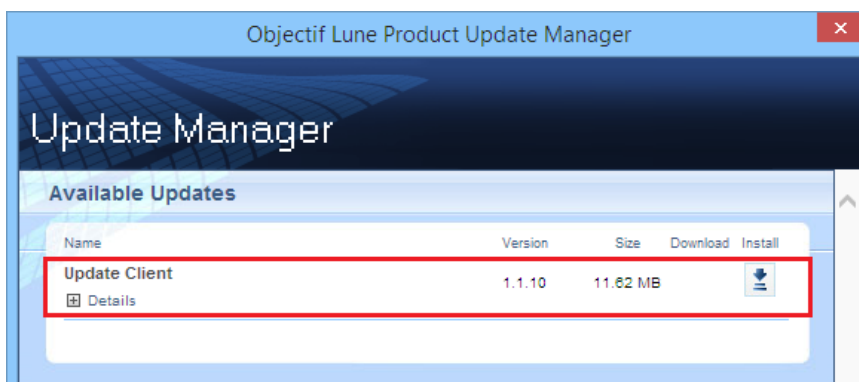 Objectif Lune Product Update Manager
Update Manager
Available Updates
Name Version Size Download Install
Update Client 1.1.10 11.62 MB
Details